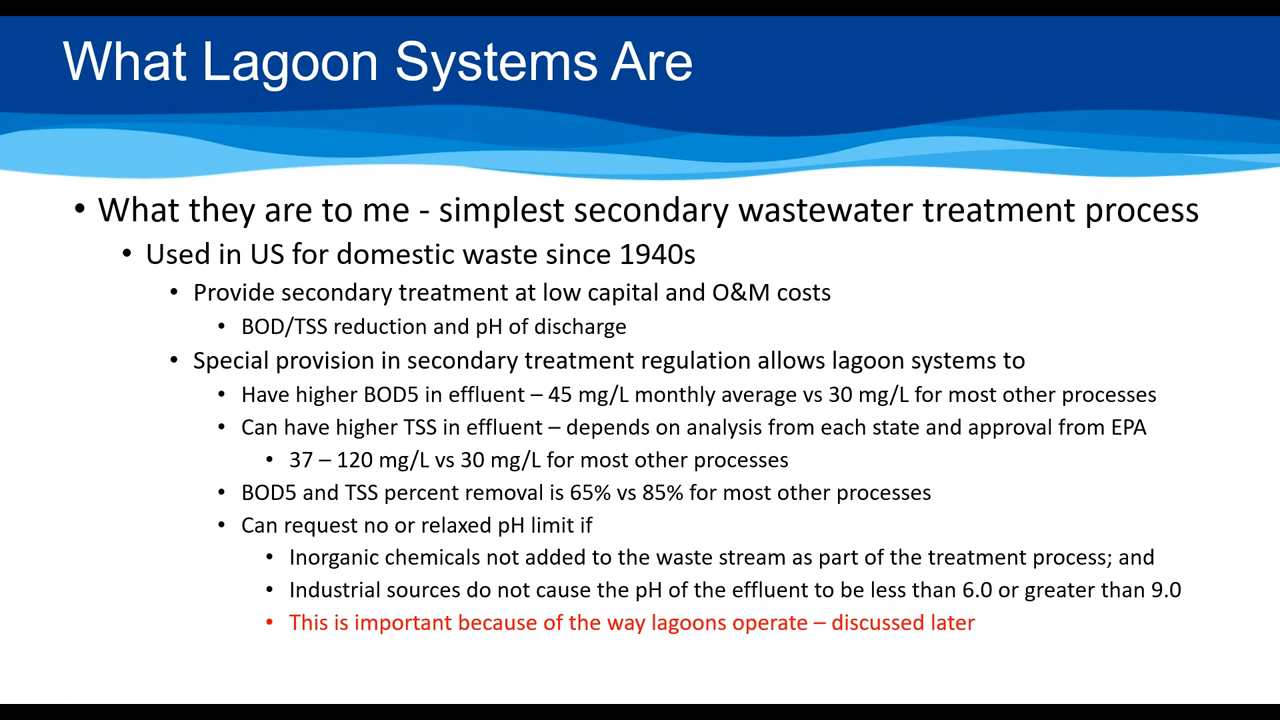 What Lagoon Systems Are
• What they are to me - simplest secondary wastewater treatment process
• Used in US for domestic waste since 1940s
• Provide secondary treatment at low capital and O&M costs
• BOD/TSS reduction and pH of discharge
• Special provision in secondary treatment regulation allows lagoon systems to
• Have higher BOD5 in effluent – 45 mg/L monthly average vs 30 mg/L for most other processes
• Can have higher TSS in effluent – depends on analysis from each state and approval from EPA
• 37 – 120 mg/L vs 30 mg/L for most other processes
• BOD5 and TSS percent removal is 65% vs 85% for most other processes
• Can request no or relaxed pH limit if
• Inorganic chemicals not added to the waste stream as part of the treatment process; and
• Industrial sources do not cause the pH of the effluent to be less than 6.0 or greater than 9.0
• This is important because of the way lagoons operate – discussed later